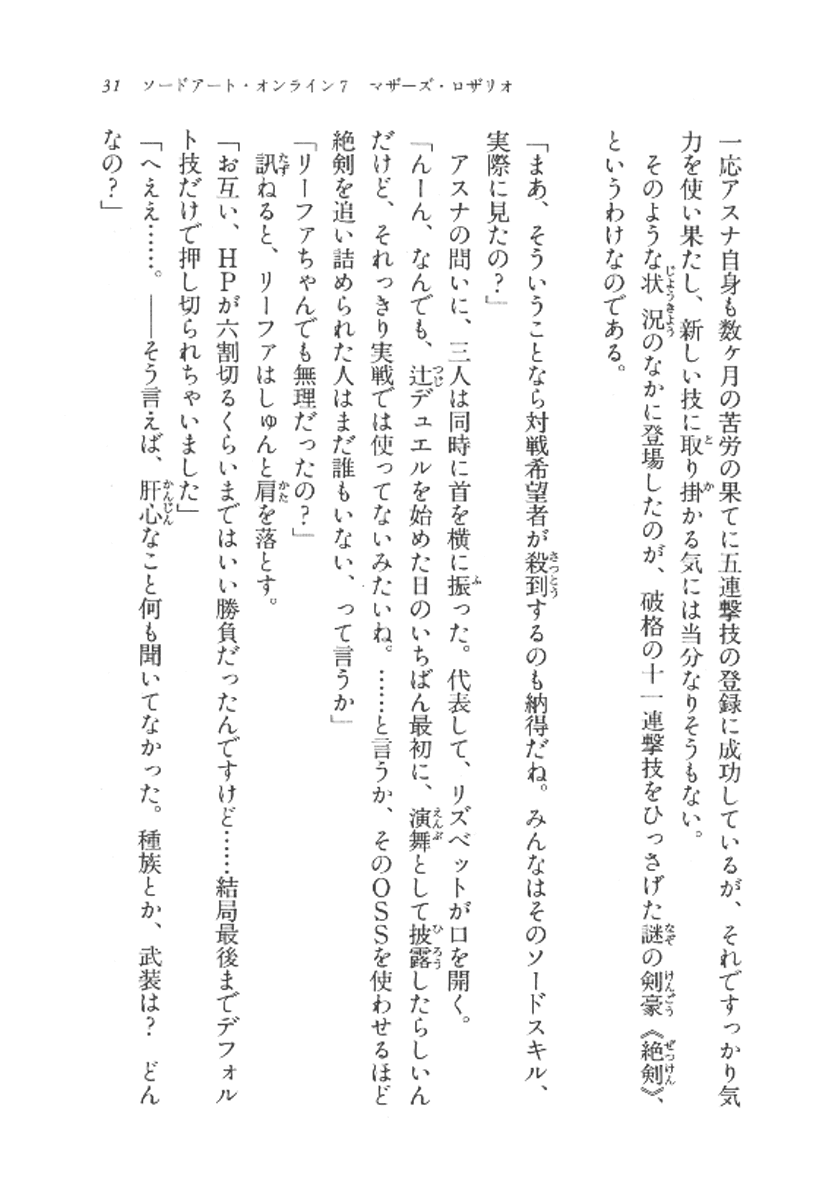 31　ソードアート・オンライン7　マザーズ・ロザリオ
一応アスナ自身も数ヶ月の苦労の果てに五連撃技の登録に成功しているが、それですっかり気
力を使い果たし、新しい技に取り掛かる気には当分なりそうもない。
　そのような状況のなかに登場したのが、破格の十一連撃技をひっさげた謎の剣豪《絶剣》、
というわけなのである。
「まあ、そういうことなら対戦希望者が殺到するのも納得だね。みんなはそのソードスキル、
実際に見たの？」
　アスナの問いに、三人は同時に首を横に振った。代表して、リズベットが口を開く。
「んーん、なんでも、辻デュエルを始めた日のいちばん最初に、演舞として披露したらしいん
だけど、それっきり実戦では使ってないみたいね。……と言うか、そのOSSを使わせるほど
絶剣を追い詰められた人はまだ誰もいない、って言うか」
「リーファちゃんでも無理だったの？」
　訊ねると、リーファはしゅんと肩を落とす。
「お互い、HPが六割切るくらいまではいい勝負だったんですけど……結局最後までデフォル
ト技だけで押し切られちゃいました」
「へええ……。――そう言えば、肝心なこと何も聞いてなかった。種族とか、武装は？　どん
なの？」